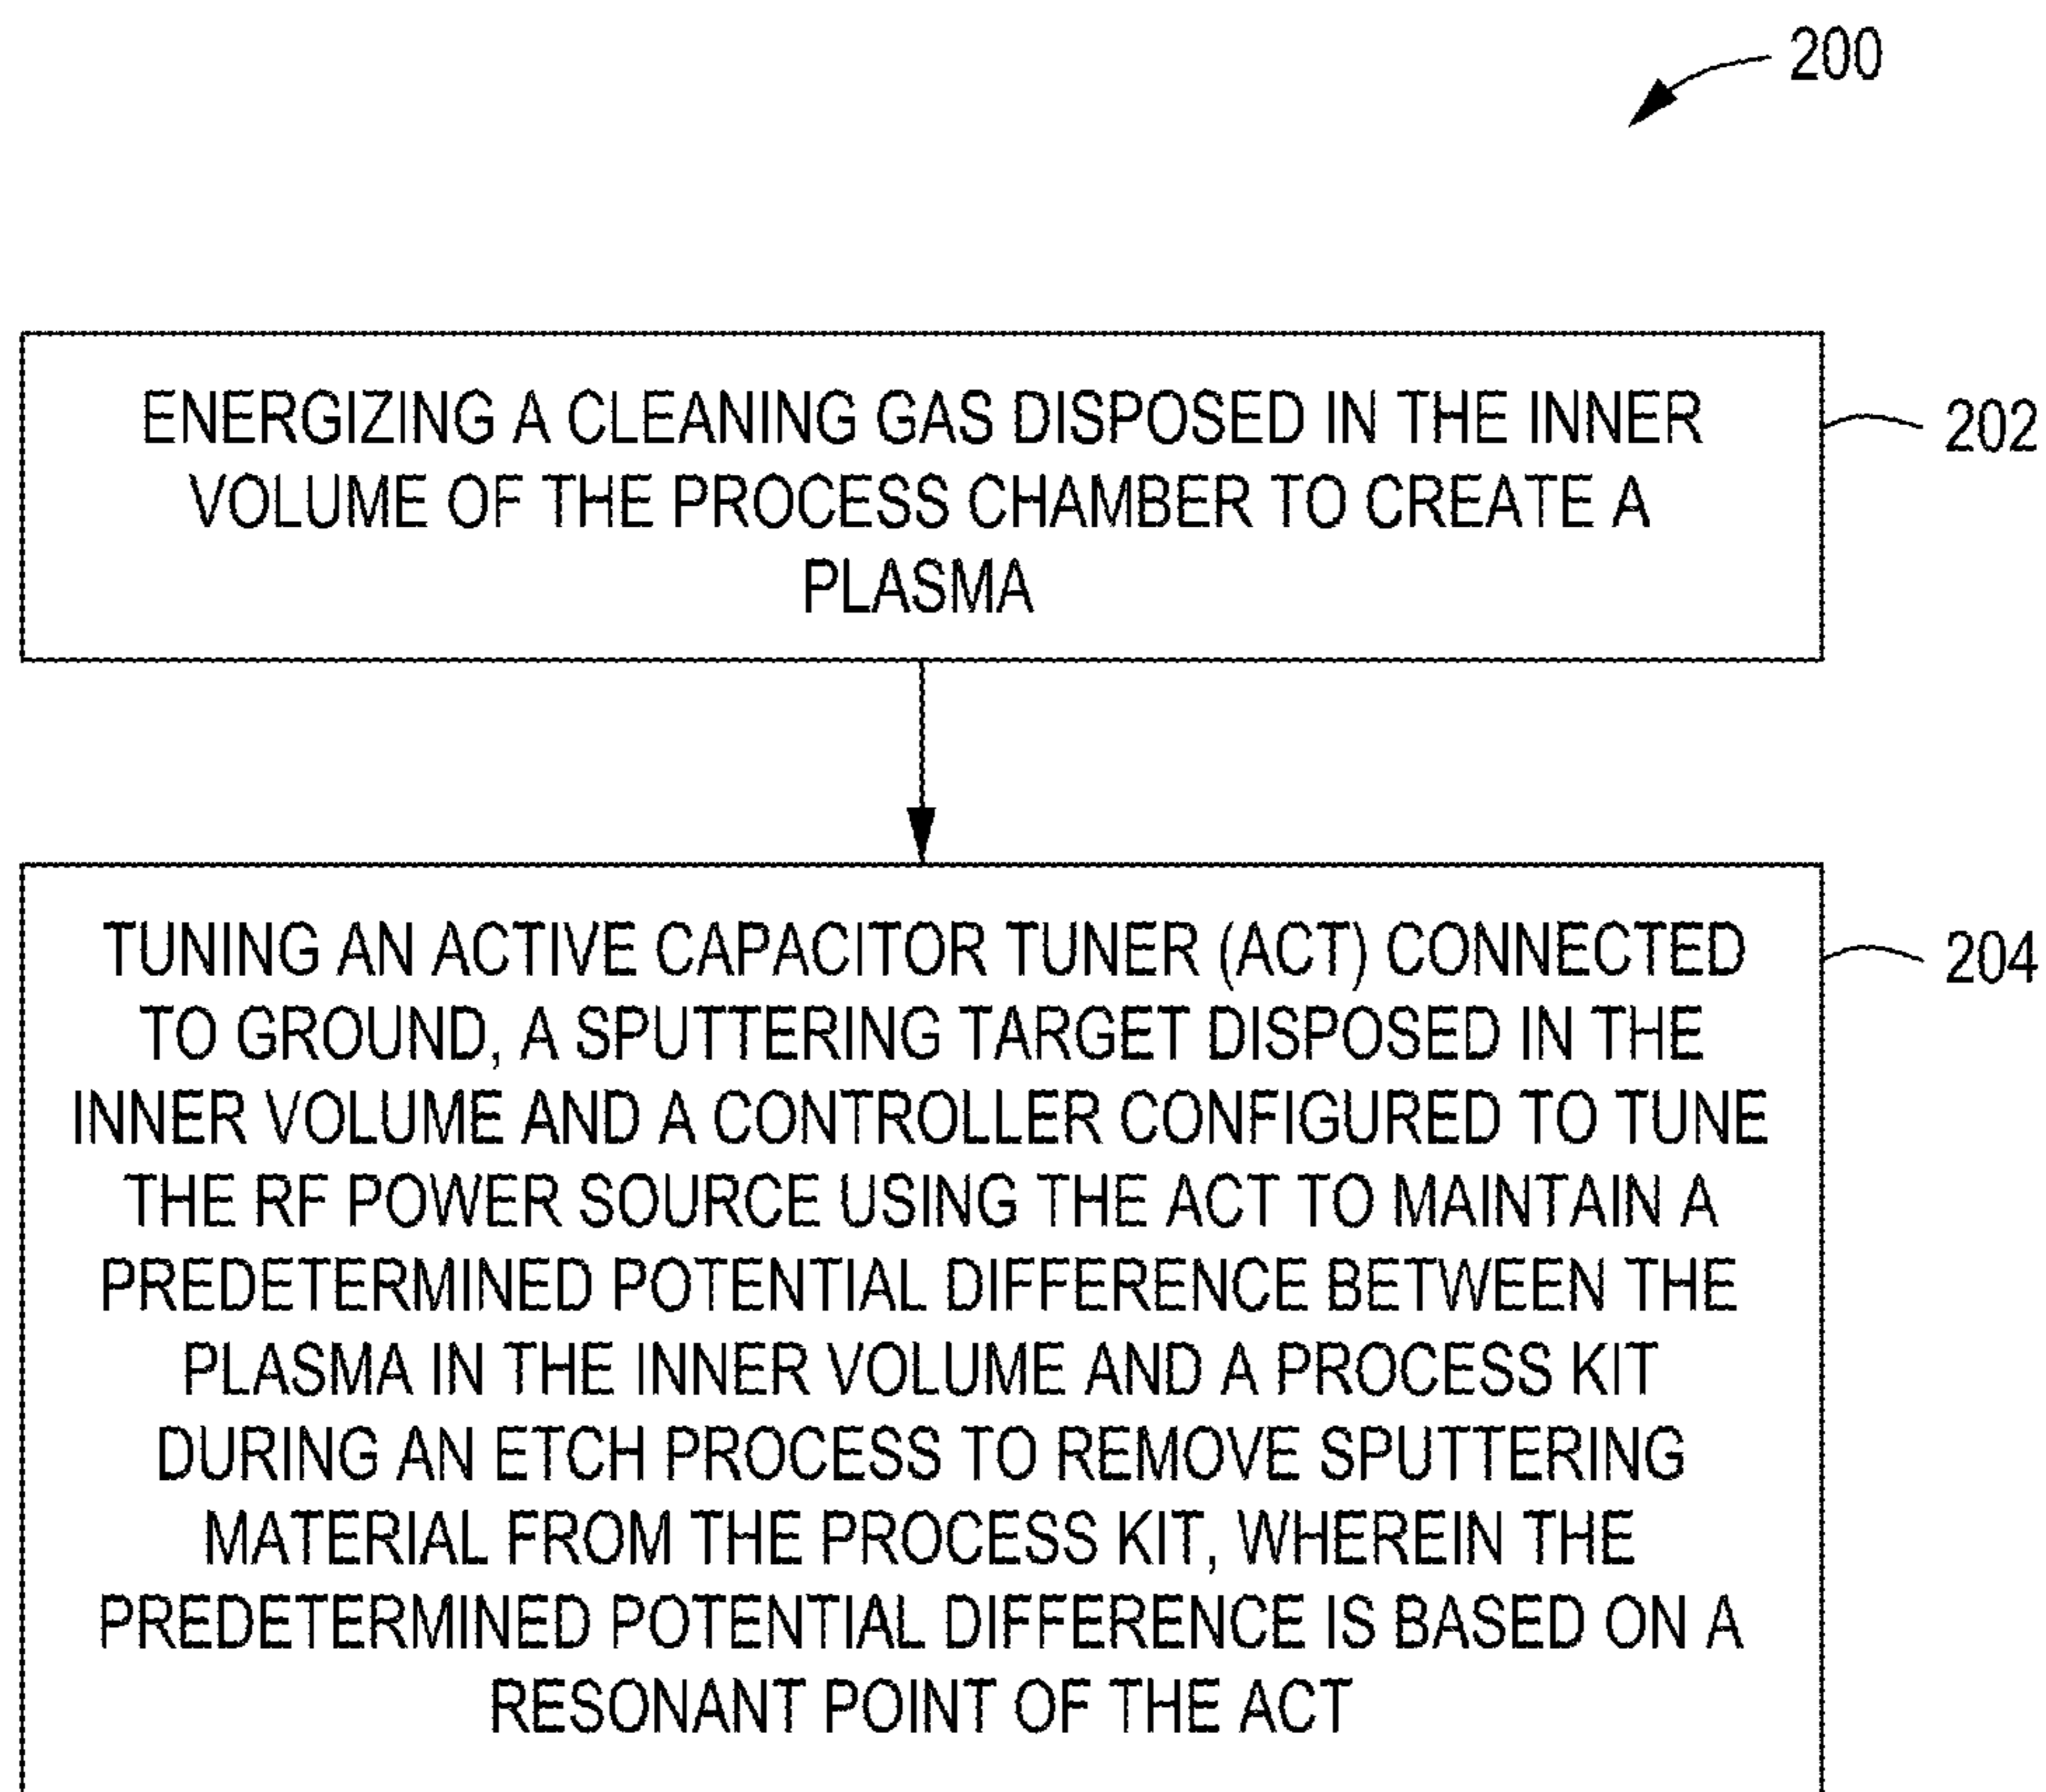 200
ENERGIZING A CLEANING GAS DISPOSED IN THE INNER
VOLUME OF THE PROCESS CHAMBER TO CREATE A
PLASMA
202
TUNING AN ACTIVE CAPACITOR TUNER (ACT) CONNECTED
TO GROUND, A SPUTTERING TARGET DISPOSED IN THE
INNER VOLUME AND A CONTROLLER CONFIGURED TO TUNE
THE RF POWER SOURCE USING THE ACT TO MAINTAIN A
PREDETERMINED POTENTIAL DIFFERENCE BETWEEN THE
PLASMA IN THE INNER VOLUME AND A PROCESS KIT
DURING AN ETCH PROCESS TO REMOVE SPUTTERING
MATERIAL FROM THE PROCESS KIT, WHEREIN THE
PREDETERMINED POTENTIAL DIFFERENCE IS BASED ON A
RESONANT POINT OF THE ACT
204